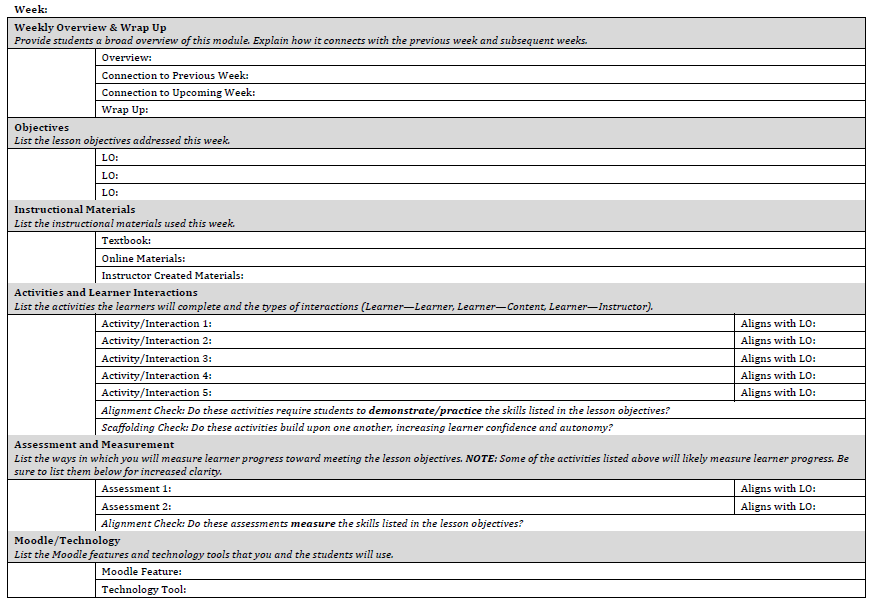 Week:
Weekly Overview & Wrap Up
Provide students a broad overview of this module. Explain how it connects with the previous week and subsequent weeks.
Overview:
Connection to Previous Week:
Connection to Upcoming Week:
Wrap Up:
Objectives
List the lesson objectives addressed this week.
LO:
LO:
LO:
Instructional Materials
List the instructional materials used this week.
Textbook:
Online Materials:
Instructor Created Materials:
Activities and Learner Interactions
List the activities the learners will complete and the types of interactions (Learner—Learner, Learner—Content, Learner—Instructor).
Activity/Interaction 1: Aligns with LO:
Activity/Interaction 2: Aligns with LO:
Activity/Interaction 3: Aligns with LO:
Activity/Interaction 4: Aligns with LO:
Activity/Interaction 5: Aligns with LO:
Alignment Check: Do these activities require students to demonstrate/practice the skills listed in the lesson objectives?
Scaffolding Check: Do these activities build upon one another, increasing learner confidence and autonomy?
Assessment and Measurement
List the ways in which you will measure learner progress toward meeting the lesson objectives. NOTE: Some of the activities listed above will likely measure learner progress. Be
sure to list them below for increased clarity.
Assessment 1: Aligns with LO:
Assessment 2: Aligns with LO:
Alignment Check: Do these assessments measure the skills listed in the lesson objectives?
Moodle/Technology
List the Moodle features and technology tools that you and the students will use.
Moodle Feature:
Technology Tool: